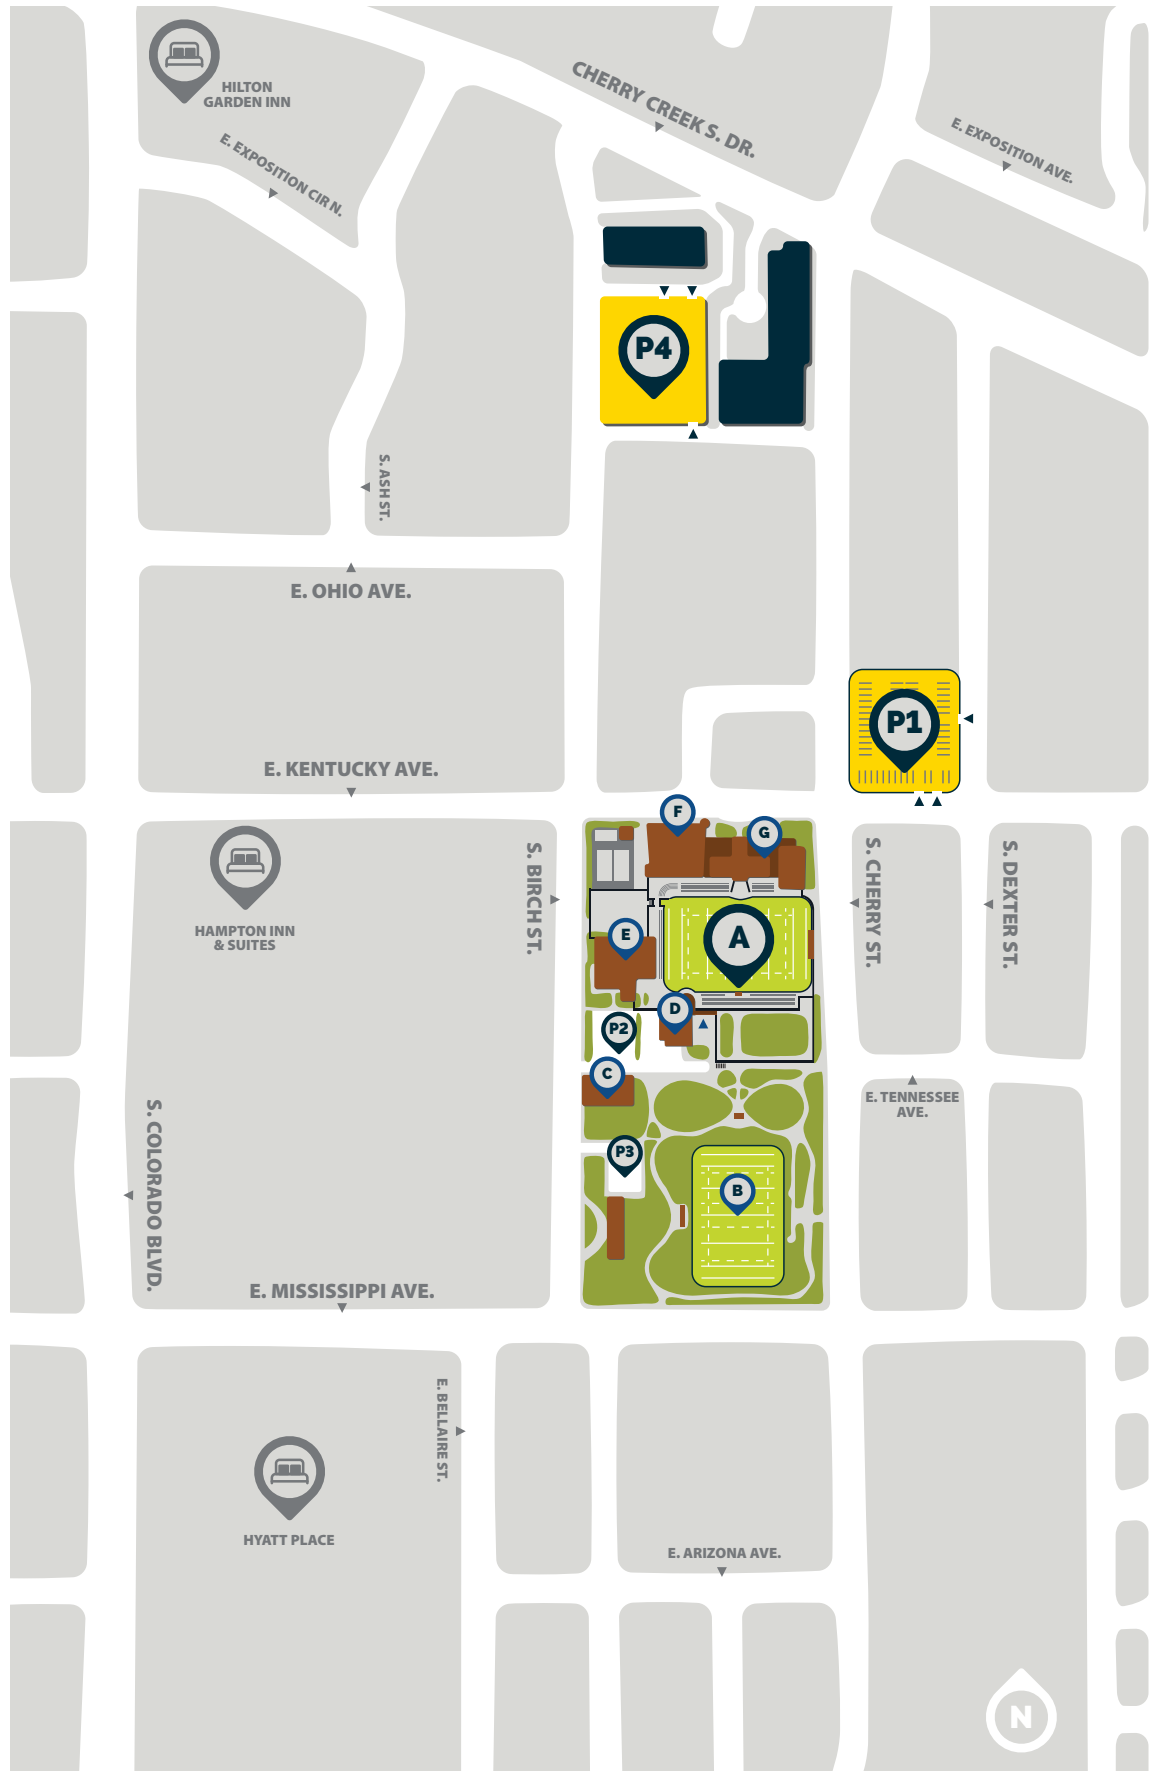 HILTON
GARDEN INN
CHERRY CREEK S. DR.
E. EXPOSITION AVE.
E. EXPOSITION CIR N.
P4
S. ASH ST.
E. OHIO AVE.
P1
E. KENTUCKY AVE.
F
G
HAMPTON INN
& SUITES
S. BIRCH ST.
S. CHERRY ST.
S. DEXTER ST.
E
A
D
P2
C
E. TENNESSEE
AVE.
P3
B
S. COLORADO BLVD.
E. MISSISSIPPI AVE.
E. BELLAIRE ST.
HYATT PLACE
E. ARIZONA AVE.
N